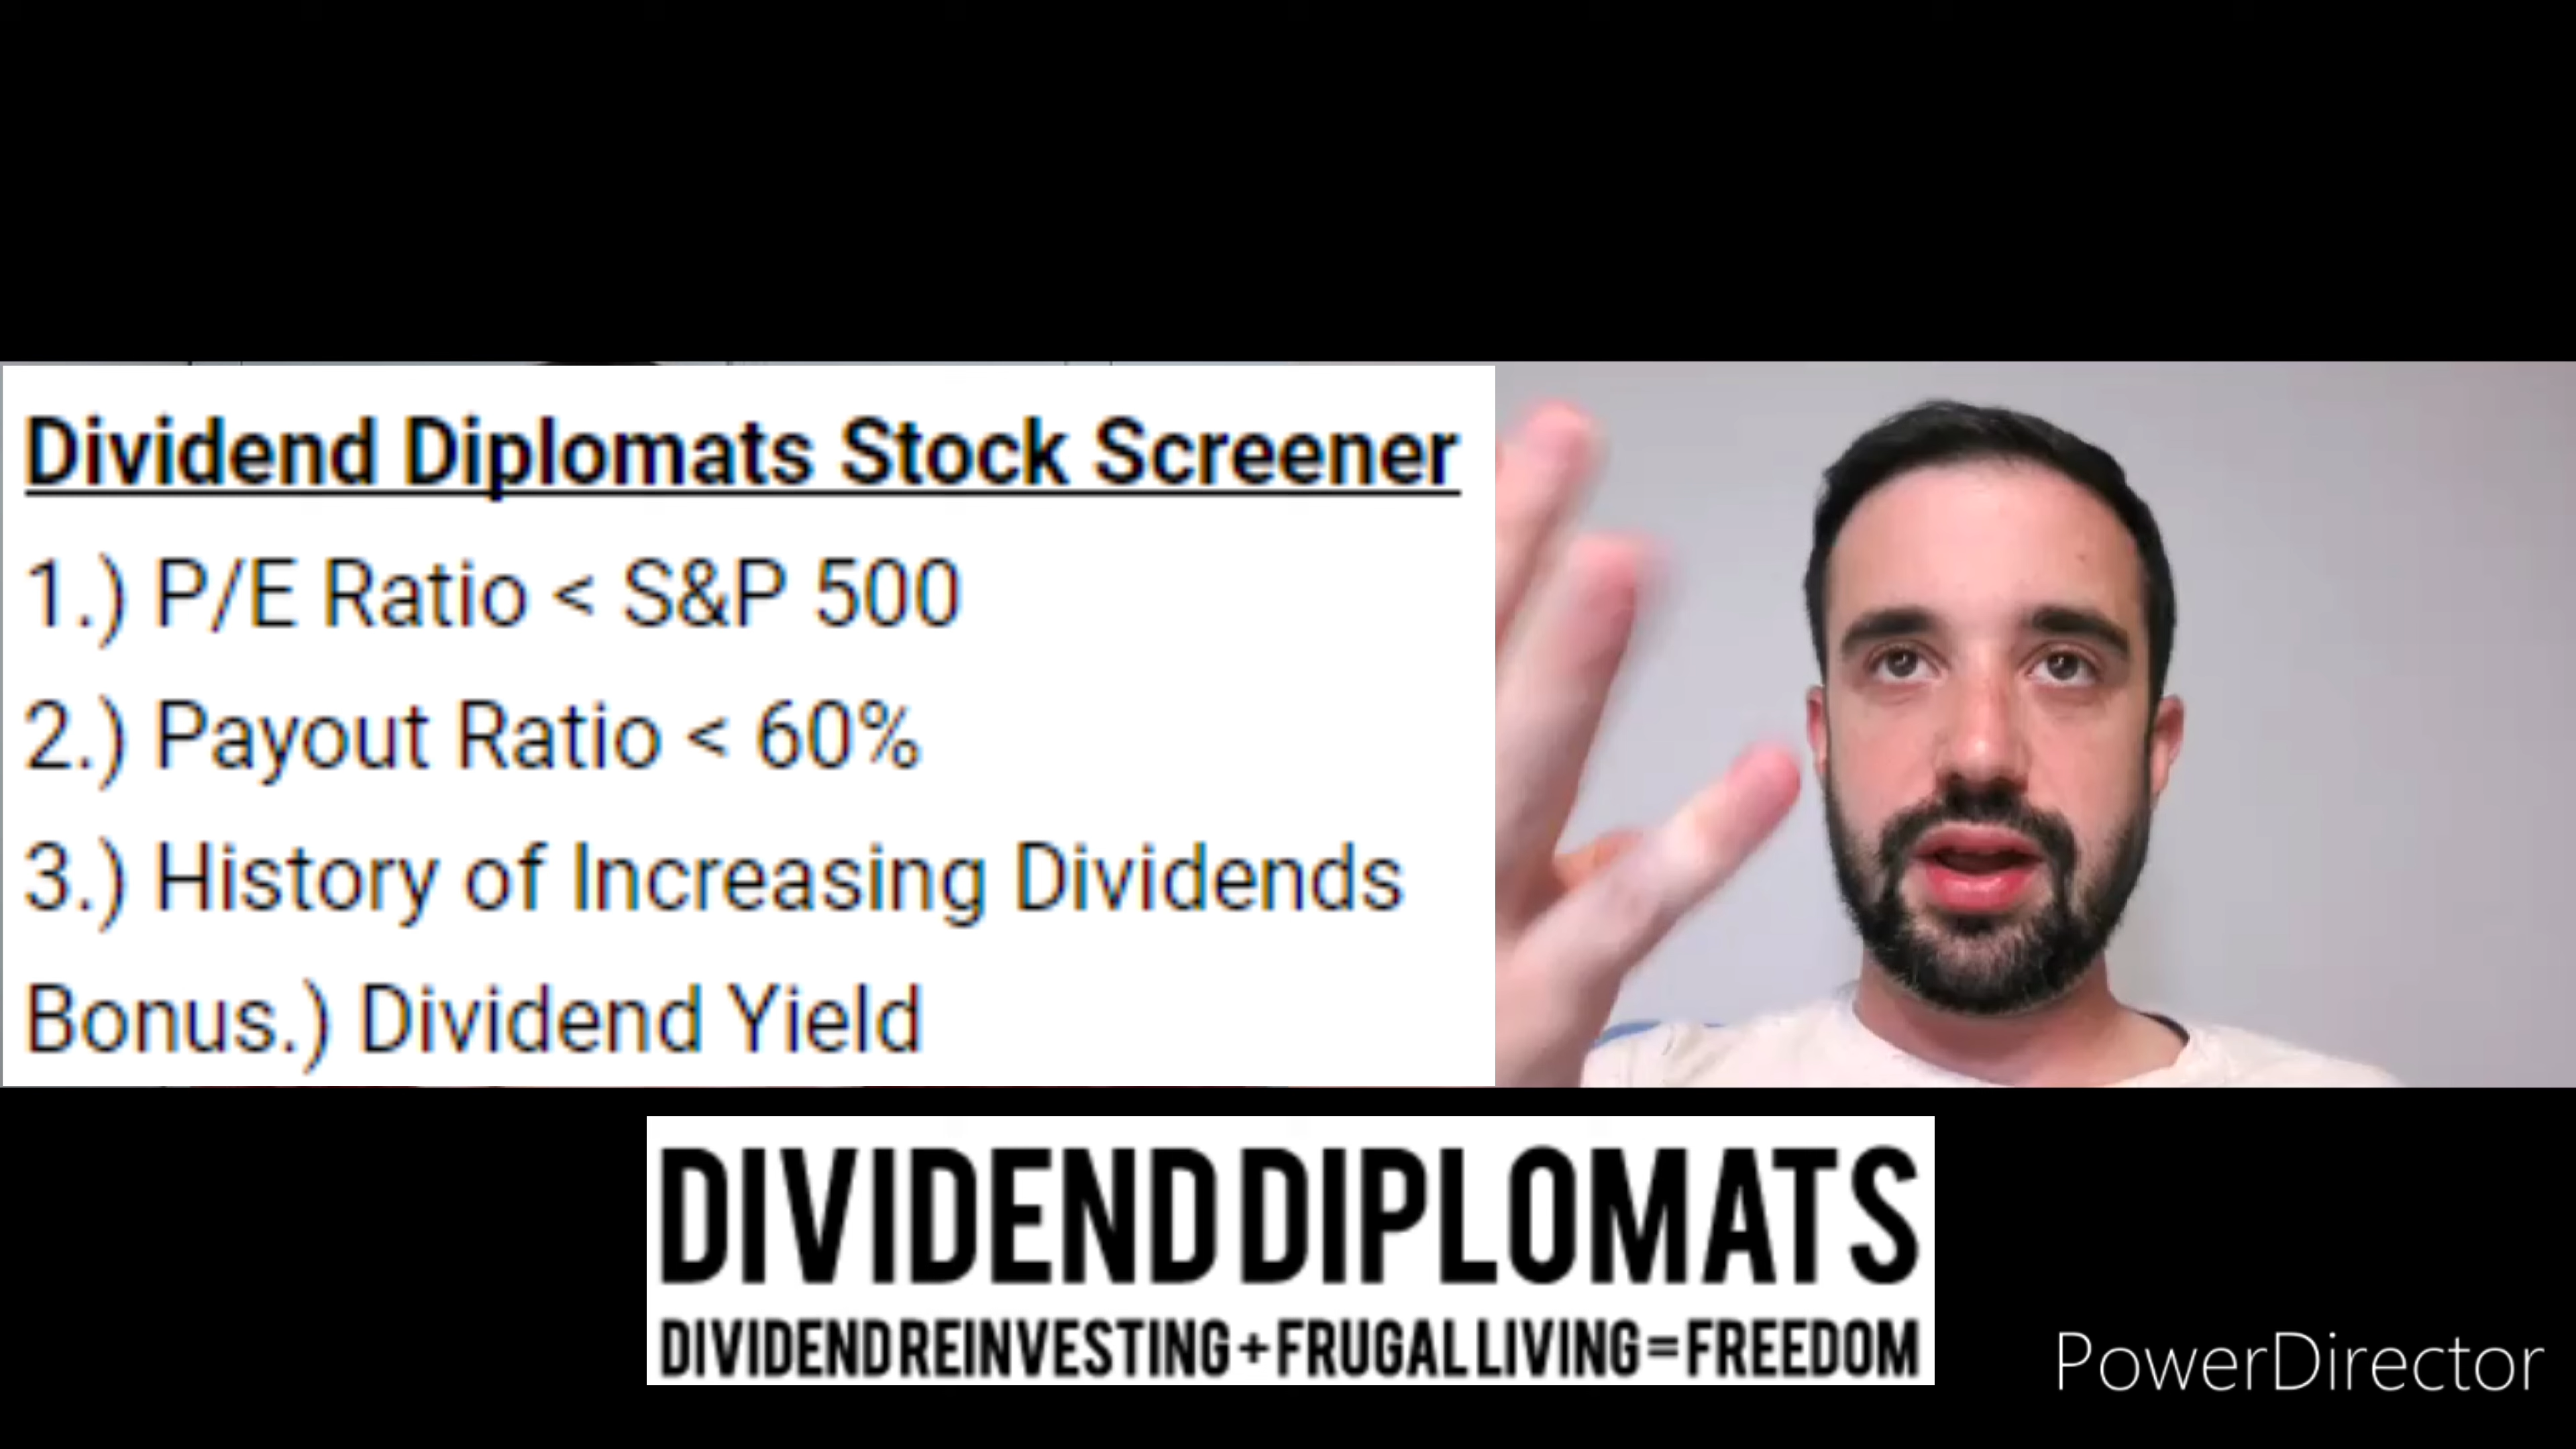 Dividend Diplomats Stock Screener
1.) P/E Ratio < S&P 500
2.) Payout Ratio < 60%
3.) History of Increasing Dividends
Bonus.) Dividend Yield
DIVIDEND DIPLOMATS
DIVIDEND REINVESTING + FRUGAL LIVING = FREEDOM
PowerDirector